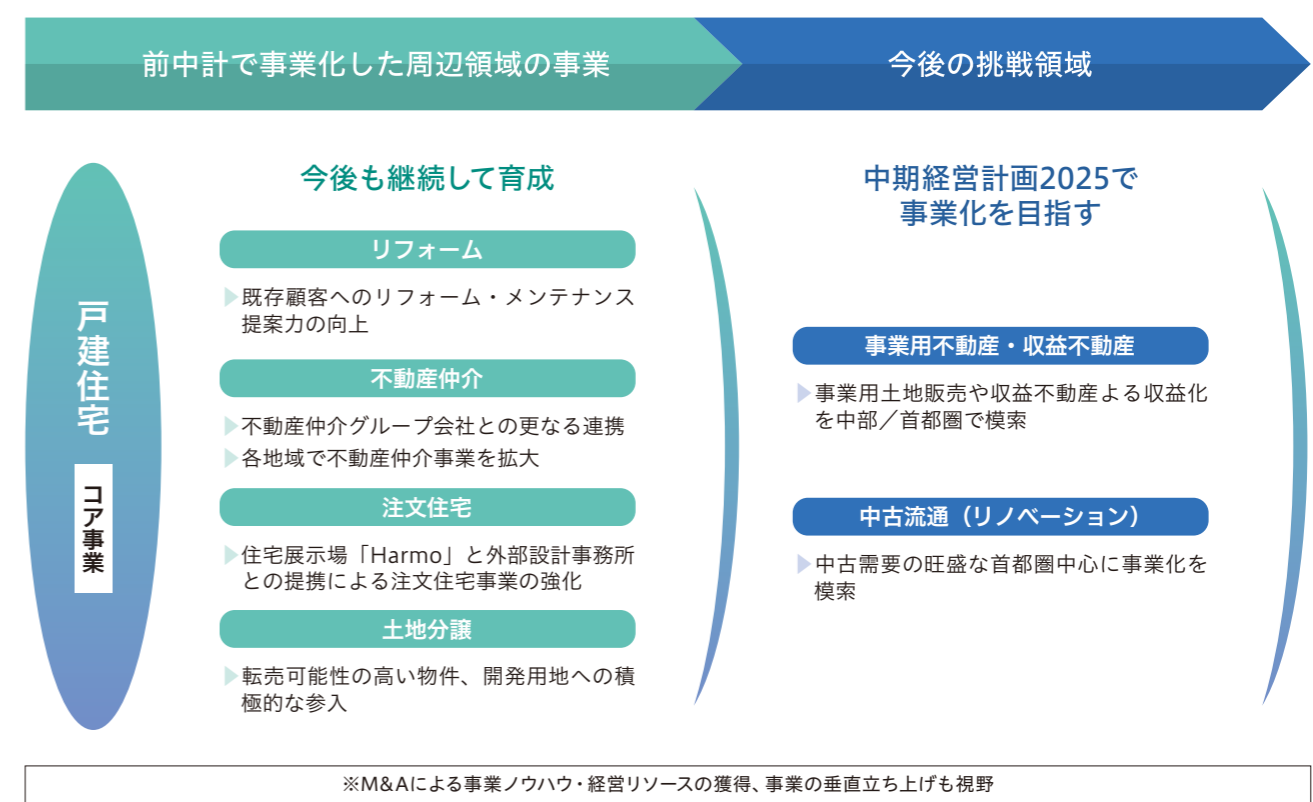 前中計で事業化した周辺領域の事業
今後の挑戦領域
戸建住宅
コア事業
今後も継続して育成
リフォーム
▶既存顧客へのリフォーム・メンテナンス
提案力の向上
不動産仲介
▶不動産仲介グループ会社との更なる連携
▶各地域で不動産仲介事業を拡大
注文住宅
▶住宅展示場「Harmo」と外部設計事務所
との提携による注文住宅事業の強化
土地分譲
▶転売可能性の高い物件、開発用地への積
極的な参入
中期経営計画2025で
事業化を目指す
事業用不動産・収益不動産
▶事業用土地販売や収益不動産よる収益化
を中部／首都圏で模索
中古流通（リノベーション）
▶中古需要の旺盛な首都圏中心に事業化を
模索
※M&Aによる事業ノウハウ・経営リソースの獲得、事業の垂直立ち上げも視野